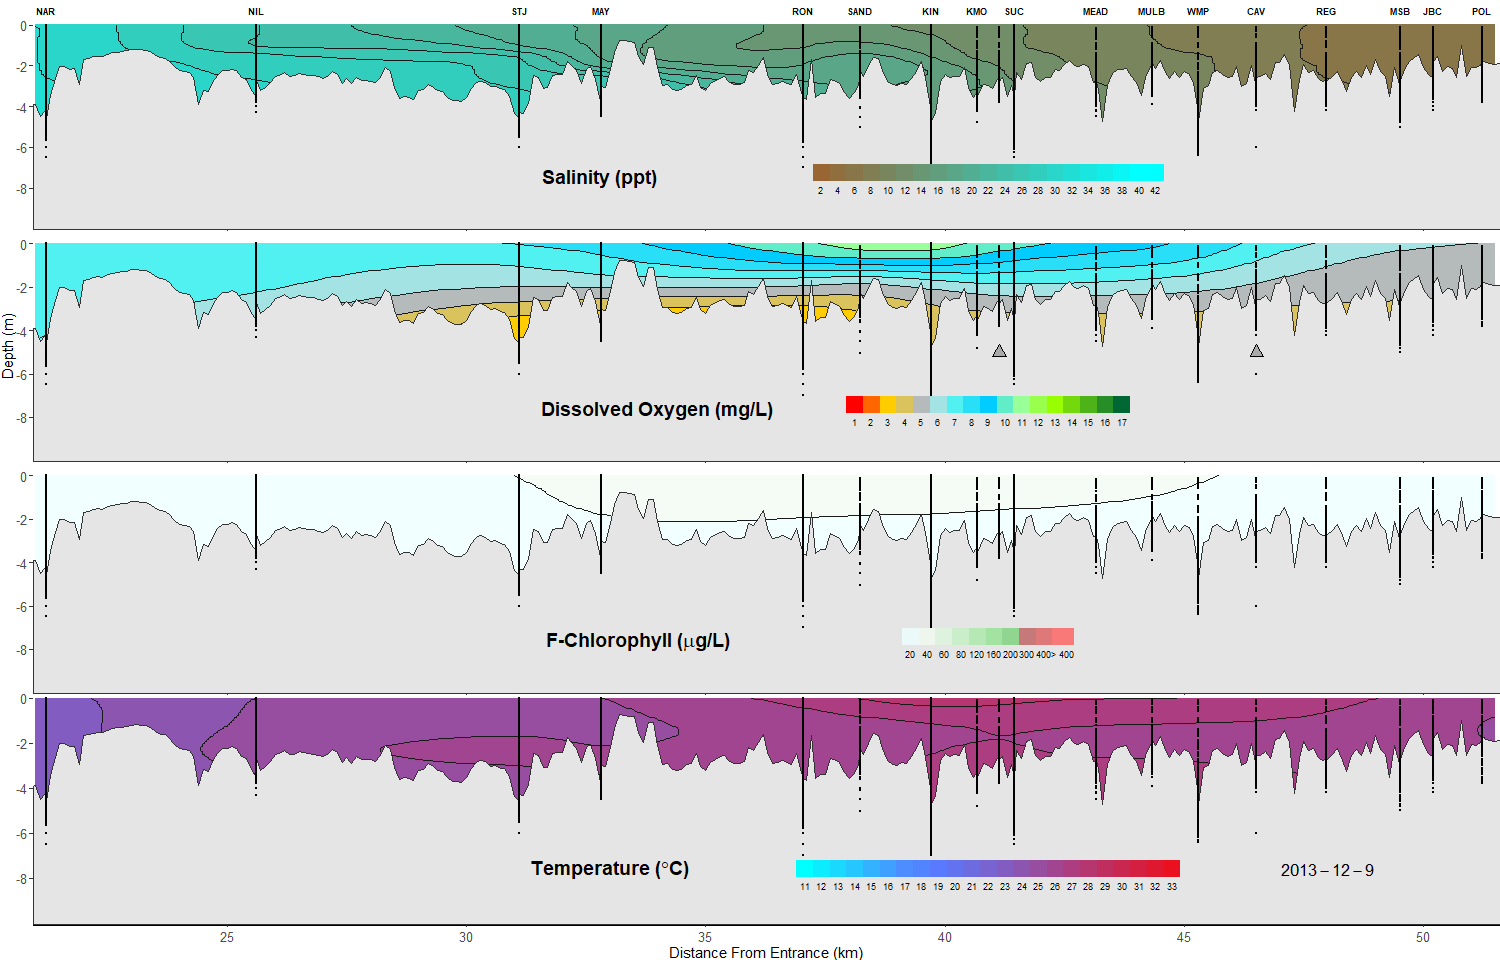 NAR NIL STJ MAY RON SAND KIN KMO SUC MEAD MULB WMP CAV REG MSB JBC POL
0
-2
-4
-6
-8
Salinity (ppt)
2 4 6 8 10 12 14 16 18 20 22 24 26 28 30 32 34 36 38 40 42
0
-2
-4
-6
-8
Depth (m)
Dissolved Oxygen (mg/L)
1 2 3 4 5 6 7 8 9 10 11 12 13 14 15 16 17
0
-2
-4
-6
-8
F-Chlorophyll (μg/L)
20 40 60 80 120 160 200 300 400> 400
0
-2
-4
-6
-8
Temperature (°C)
11 12 13 14 15 16 17 18 19 20 21 22 23 24 25 26 27 28 29 30 31 32 33
2013 – 12 – 9
25 30 35 40 45 50
Distance From Entrance (km)